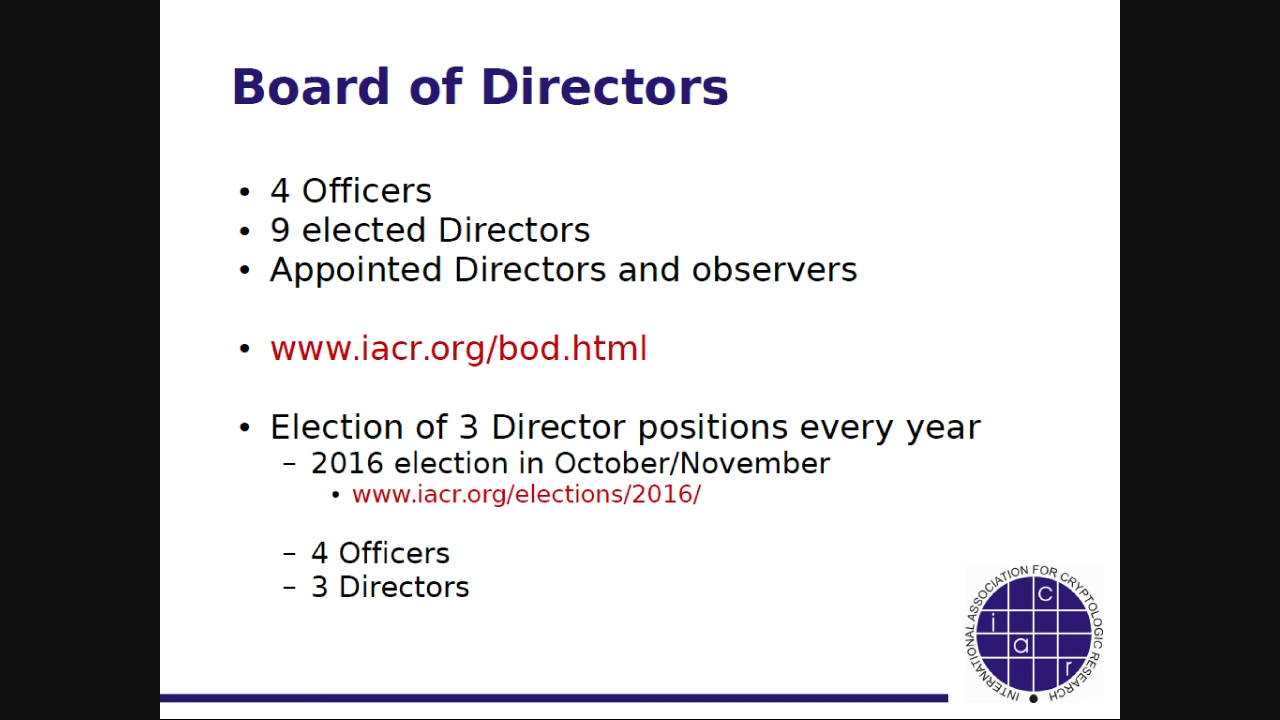 Board of Directors
• 4 Officers
• 9 elected Directors
• Appointed Directors and observers
• www.iacr.org/bod.html
• Election of 3 Director positions every year
– 2016 election in October/November
• www.iacr.org/elections/2016/
– 4 Officers
– 3 Directors
INTERNATIONAL ASSOCIATION FOR CRYPTOLOGIC RESEARCH
c
i
a
r